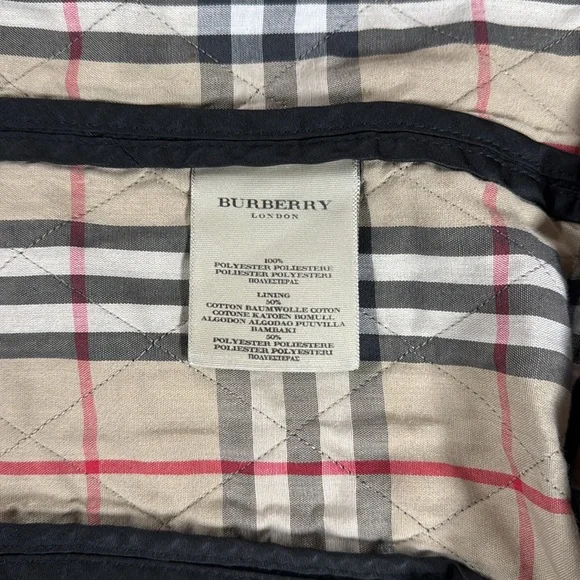 BURBERRY
LONDON
100%
POLYESTER POLIESTERE
POLIESTER POLYESTERI
ΠΟΛΥΕΣΤΕΡΑΣ
LINING
50%
COTTON BAUMWOLLE COTON
COTONE KATOEN BOMULL
ALGODON ALGODAO PUUVILLA
BAMBAKI
50%
POLYESTER POLIESTERE
POLIESTER POLYESTERI
ΠΟΛΥΕΣΤΕΡΑΣ